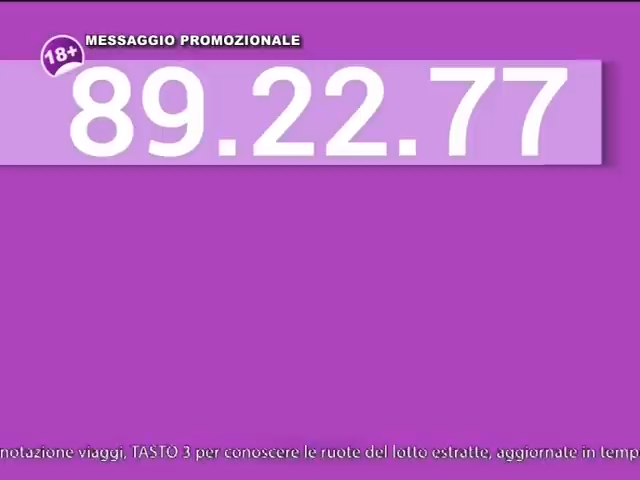 MESSAGGIO PROMOZIONALE
18+
89.22.77
notazione viaggi, TASTO 3 per conoscere le ruote del lotto estratte, aggiornate in temp